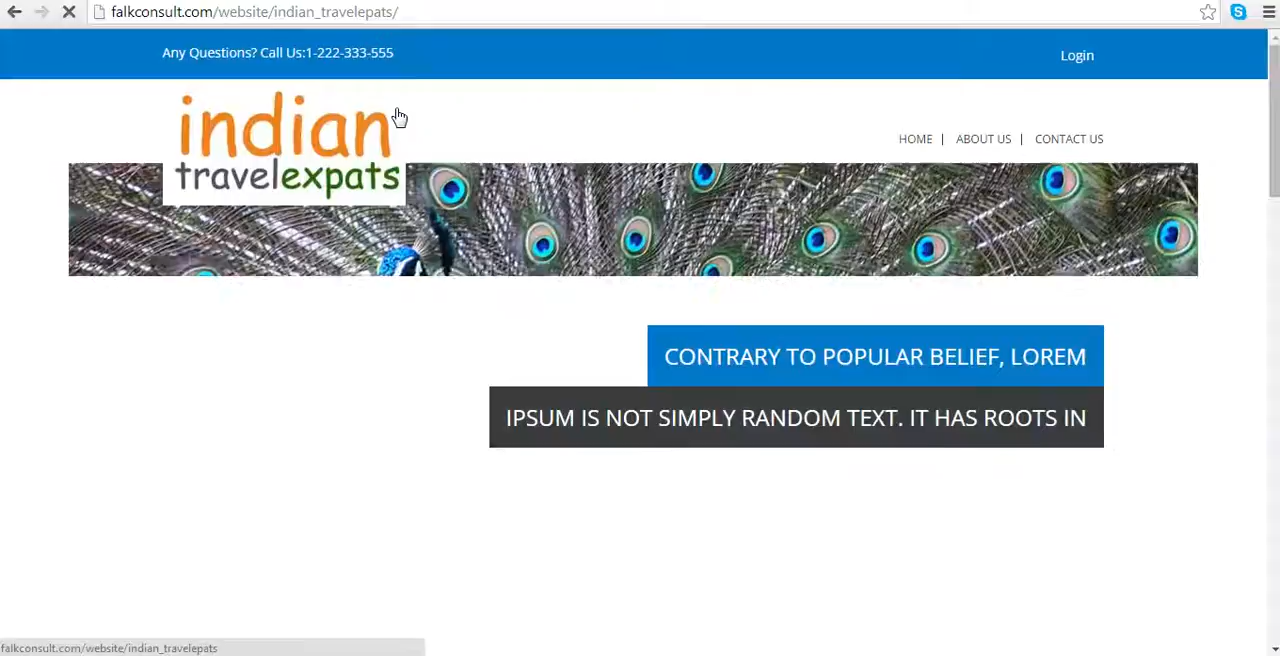 falkconsult.com/website/indian_travelepats/
Any Questions? Call Us:1-222-333-555
Login
indian
travelexpats
HOME | ABOUT US | CONTACT US
CONTRARY TO POPULAR BELIEF, LOREM
IPSUM IS NOT SIMPLY RANDOM TEXT. IT HAS ROOTS IN
falkconsult.com/website/indian_travelepats